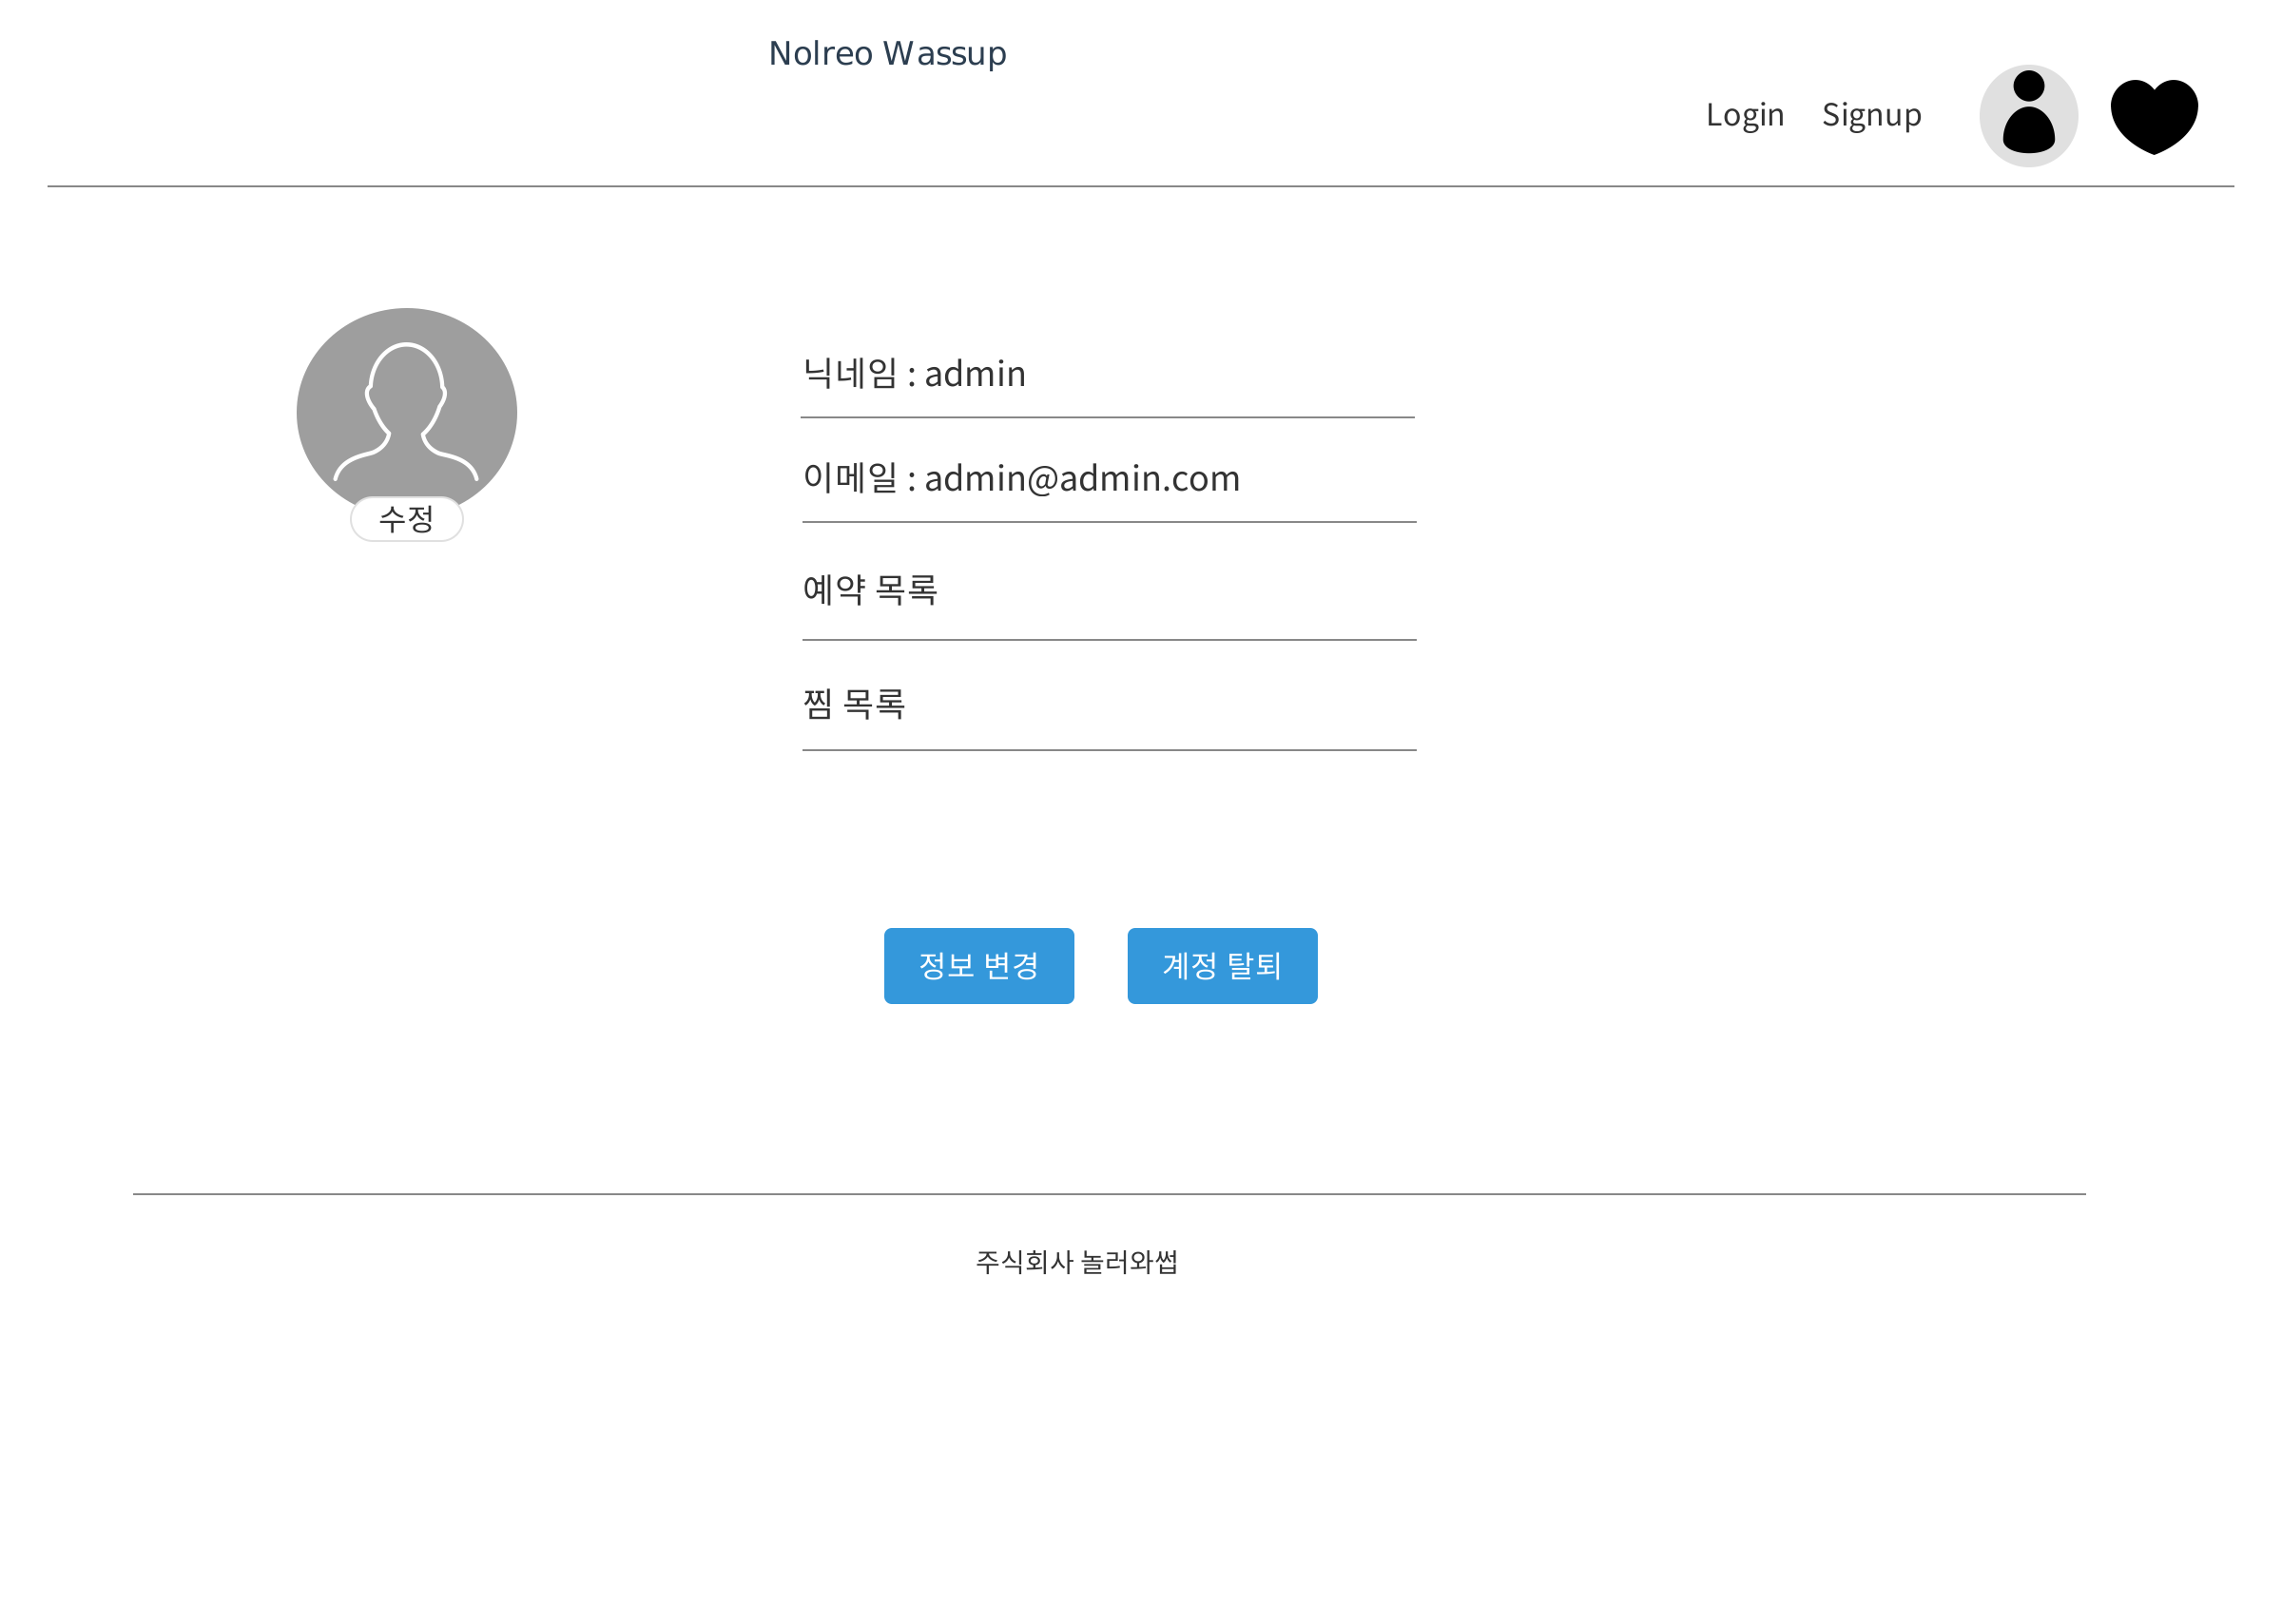 Nolreo Wassup
Login Signup
닉네임 : admin
이메일 : admin@admin.com
수정
예약 목록
찜 목록
정보 변경 계정 탈퇴
주식회사 놀러와썹